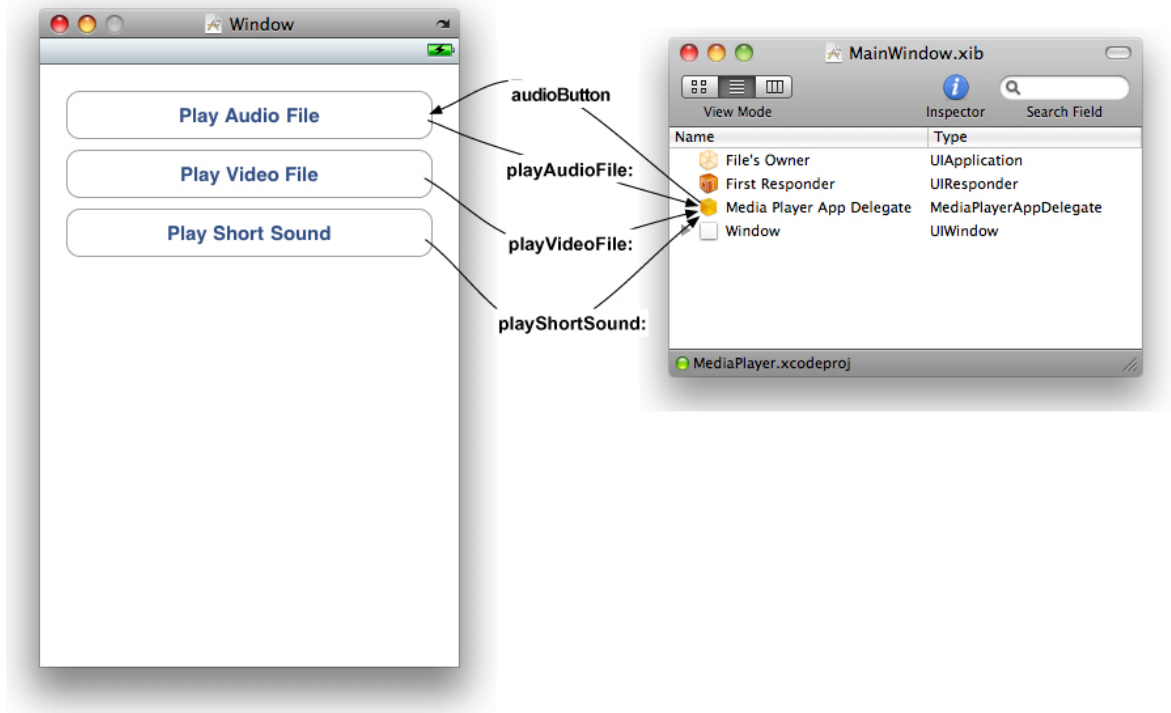 Window
Play Audio File
Play Video File
Play Short Sound
audioButton
playAudioFile:
playVideoFile:
playShortSound:
MainWindow.xib
View Mode
Inspector
Search Field
Name
Type
File's Owner
UIApplication
First Responder
UIResponder
Media Player App Delegate
MediaPlayerAppDelegate
Window
UIWindow
MediaPlayer.xcodeproj